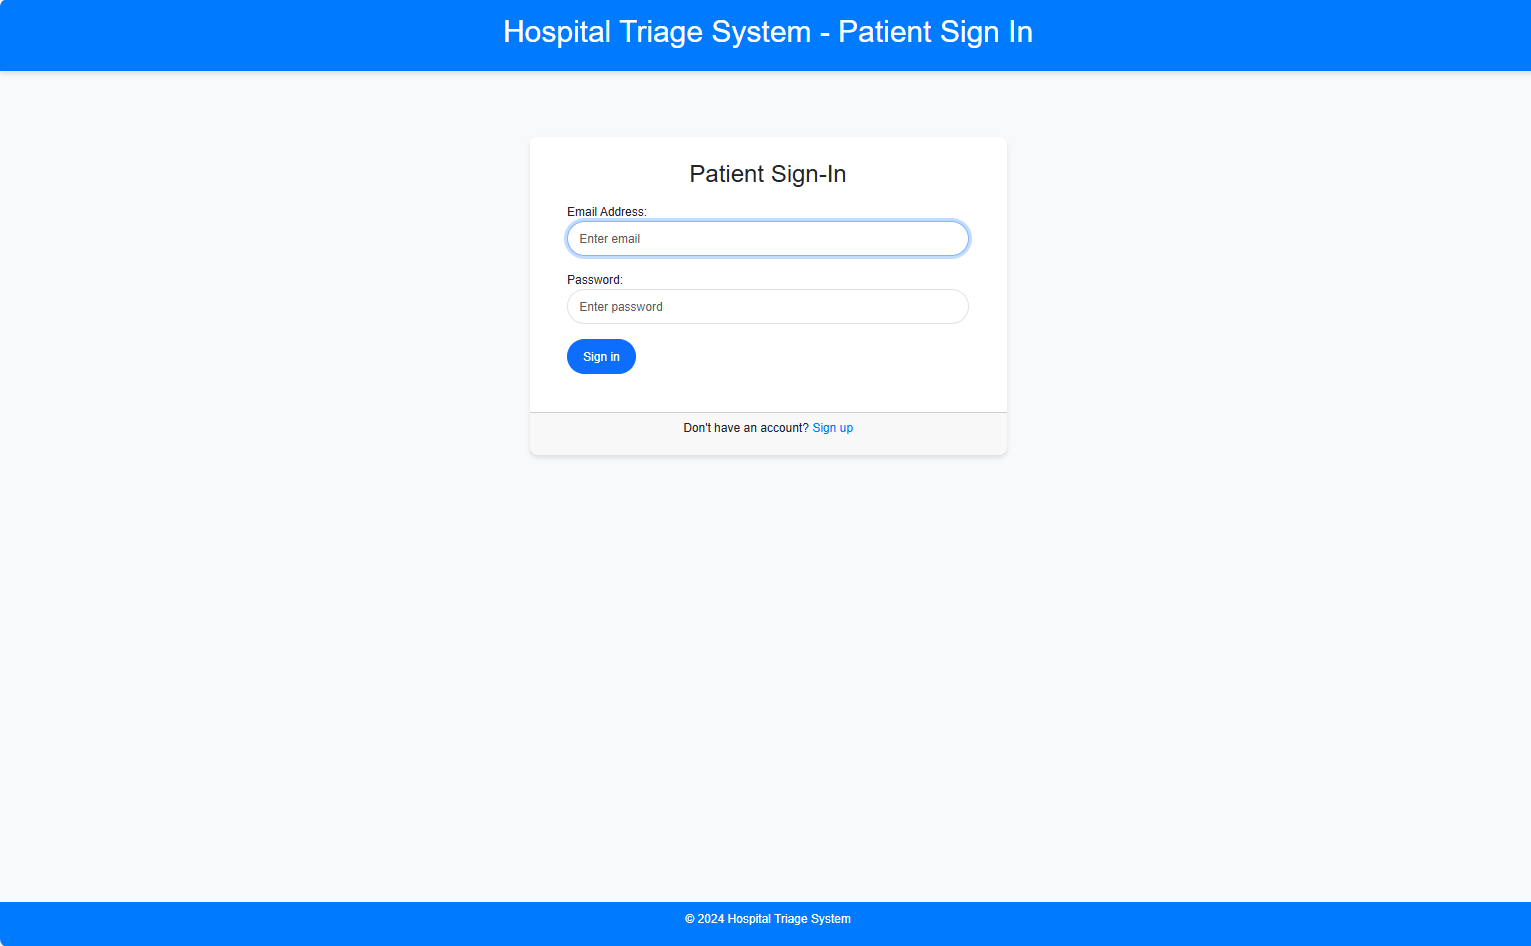 Hospital Triage System - Patient Sign In
Patient Sign-In
Email Address:
Enter email
Password:
Enter password
Sign in
Don't have an account? Sign up
© 2024 Hospital Triage System